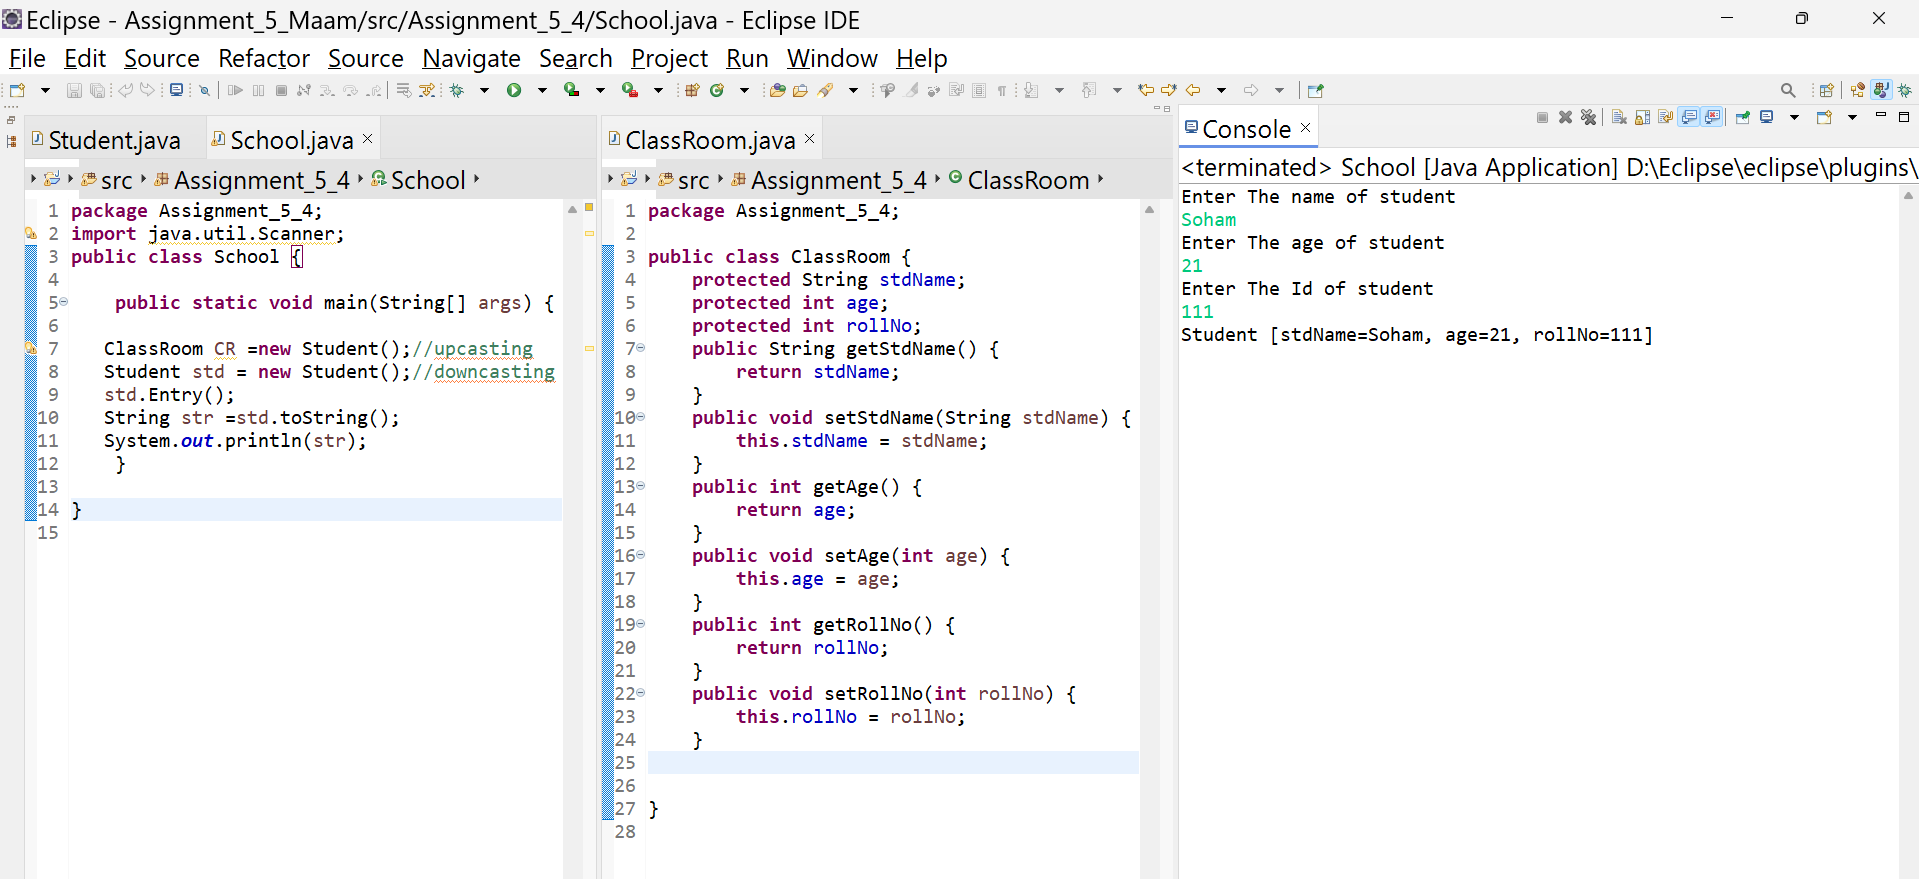 Eclipse - Assignment_5_Maam/src/Assignment_5_4/School.java - Eclipse IDE
File Edit Source Refactor Source Navigate Search Project Run Window Help
Student.java School.java
src Assignment_5_4 School
1 package Assignment_5_4;
2 import java.util.Scanner;
3 public class School {
4
5 public static void main(String[] args) {
6
7 ClassRoom CR =new Student();//upcasting
8 Student std = new Student();//downcasting
9 std.Entry();
10 String str =std.toString();
11 System.out.println(str);
12 }
13
14 }
15
ClassRoom.java
src Assignment_5_4 ClassRoom
1 package Assignment_5_4;
2
3 public class ClassRoom {
4 protected String stdName;
5 protected int age;
6 protected int rollNo;
7 public String getStdName() {
8 return stdName;
9 }
10 public void setStdName(String stdName) {
11 this.stdName = stdName;
12 }
13 public int getAge() {
14 return age;
15 }
16 public void setAge(int age) {
17 this.age = age;
18 }
19 public int getRollNo() {
20 return rollNo;
21 }
22 public void setRollNo(int rollNo) {
23 this.rollNo = rollNo;
24 }
25
26
27 }
28
Console
<terminated> School [Java Application] D:\Eclipse\eclipse\plugins\
Enter The name of student
Soham
Enter The age of student
21
Enter The Id of student
111
Student [stdName=Soham, age=21, rollNo=111]